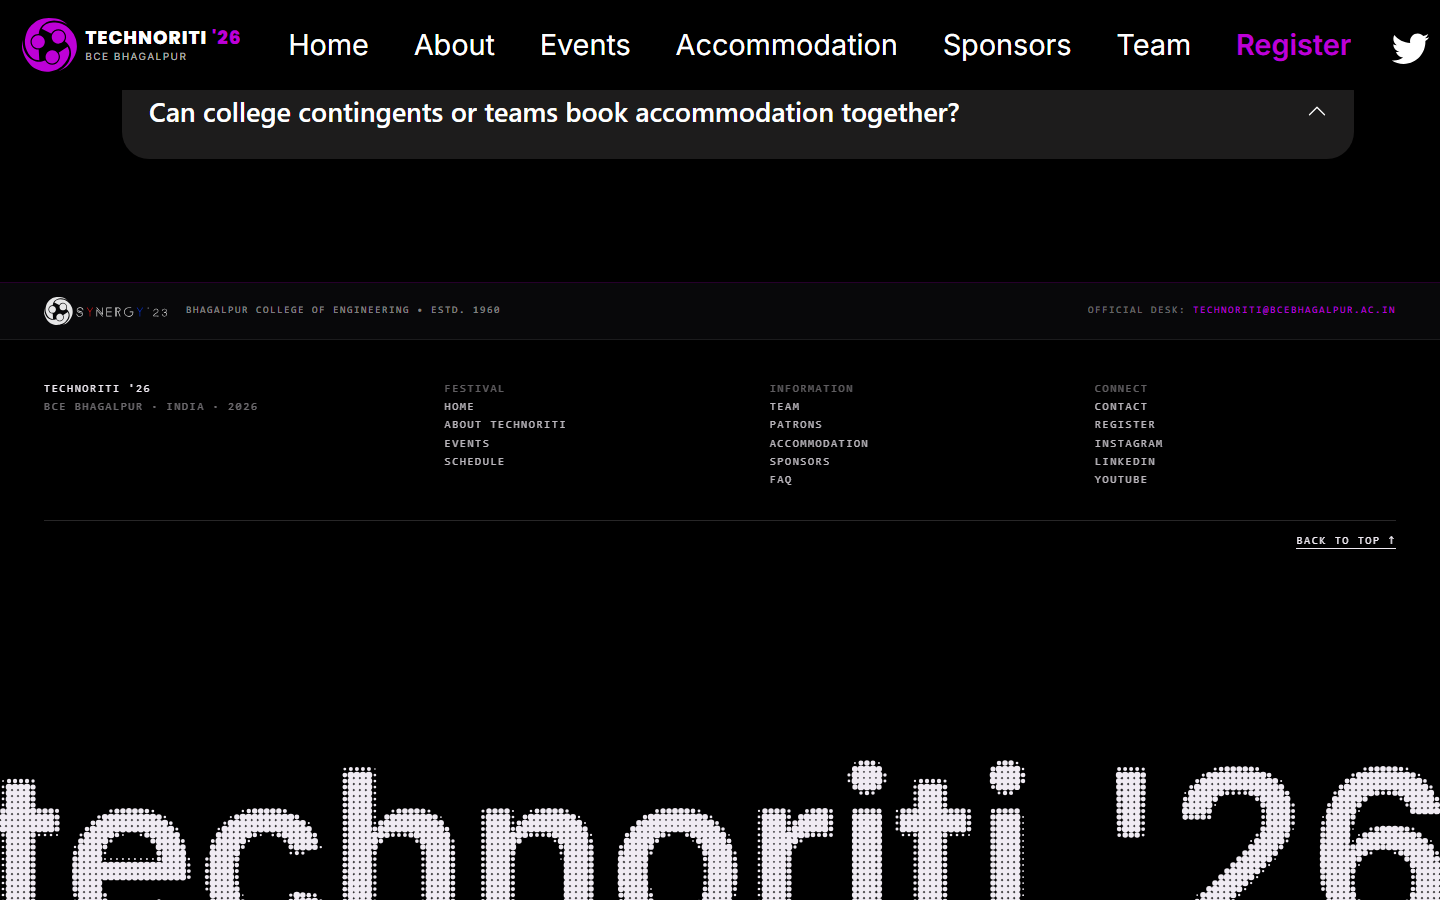 TECHNORITI '26
BCE BHAGALPUR
Home About Events Accommodation Sponsors Team Register
Can college contingents or teams book accommodation together?
SYNERGY'23 BHAGALPUR COLLEGE OF ENGINEERING • ESTD. 1960 OFFICIAL DESK: TECHNORITI@BCEBHAGALPUR.AC.IN
TECHNORITI '26
BCE BHAGALPUR · INDIA · 2026
FESTIVAL
HOME
ABOUT TECHNORITI
EVENTS
SCHEDULE
INFORMATION
TEAM
PATRONS
ACCOMMODATION
SPONSORS
FAQ
CONNECT
CONTACT
REGISTER
INSTAGRAM
LINKEDIN
YOUTUBE
BACK TO TOP ↑
technoriti '26